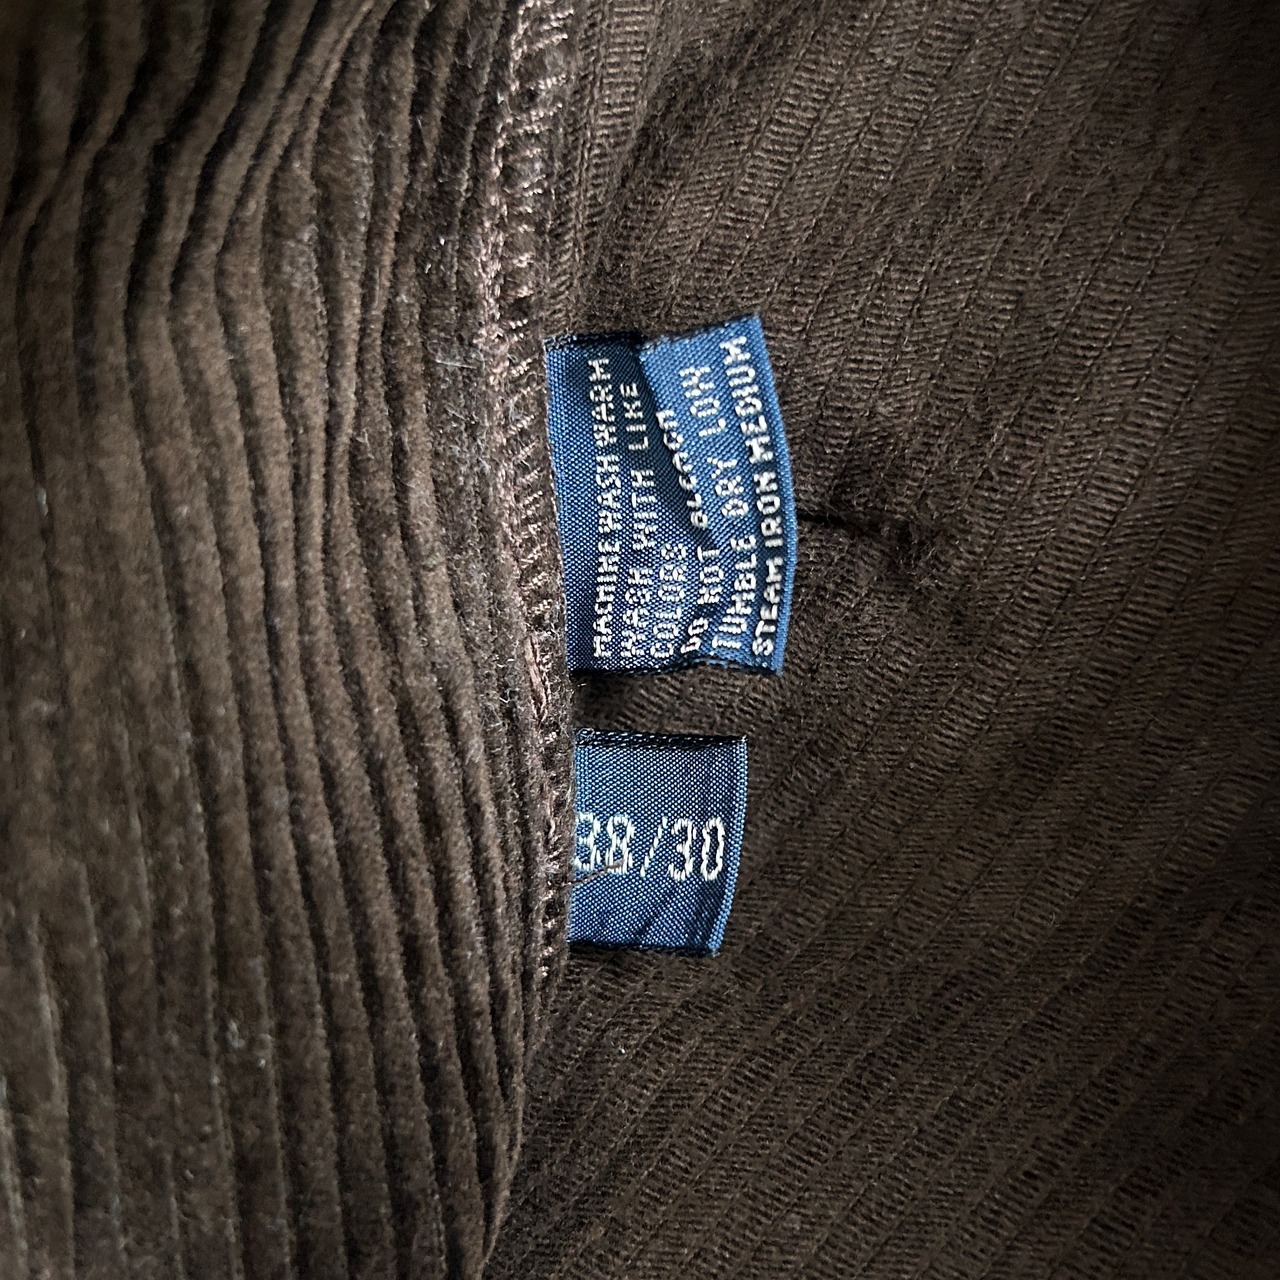 MACHINE WASH WARM
WASH WITH LIKE
COLORS
DO NOT BLEACH
TUMBLE DRY LOW
STEAM IRON MEDIUM
38/30